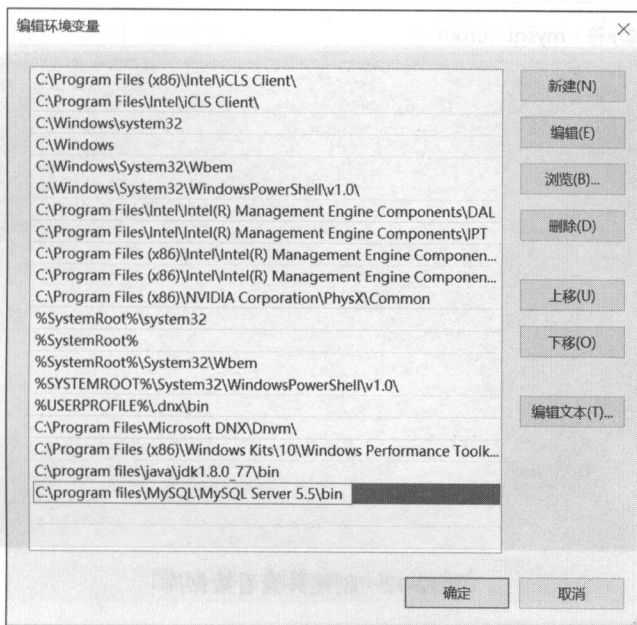 编辑环境变量
C:\Program Files (x86)\Intel\iCLS Client\
C:\Program Files\Intel\iCLS Client\
C:\Windows\system32
C:\Windows
C:\Windows\System32\Wbem
C:\Windows\System32\WindowsPowerShell\v1.0\
C:\Program Files\Intel\Intel(R) Management Engine Components\DAL
C:\Program Files\Intel\Intel(R) Management Engine Components\IPT
C:\Program Files (x86)\Intel\Intel(R) Management Engine Componen...
C:\Program Files (x86)\Intel\Intel(R) Management Engine Componen...
C:\Program Files (x86)\NVIDIA Corporation\PhysX\Common
%SystemRoot%\system32
%SystemRoot%
%SystemRoot%\System32\Wbem
%SYSTEMROOT%\System32\WindowsPowerShell\v1.0\
%USERPROFILE%\.dnx\bin
C:\Program Files\Microsoft DNX\Dnvm\
C:\Program Files (x86)\Windows Kits\10\Windows Performance Toolk...
C:\program files\java\jdk1.8.0_77\bin
C:\program files\MySQL\MySQL Server 5.5\bin
新建(N)
编辑(E)
浏览(B)...
删除(D)
上移(U)
下移(O)
编辑文本(T)...
确定
取消